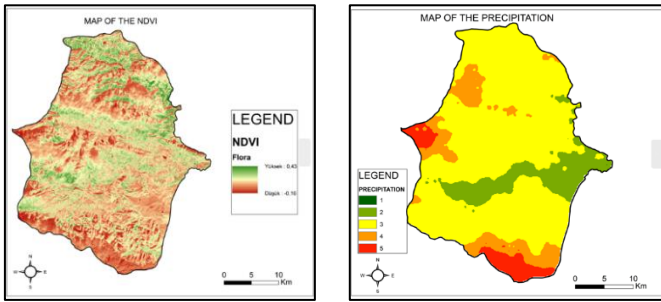 MAP OF THE NDVI
LEGEND
NDVI
Flora
Yüksek : 0.43
Düşük : -0.16
N
W E
S
0 5 10
Km
MAP OF THE PRECIPITATION
LEGEND
PRECIPITATION
1
2
3
4
5
N
W E
S
0 5 10
Km